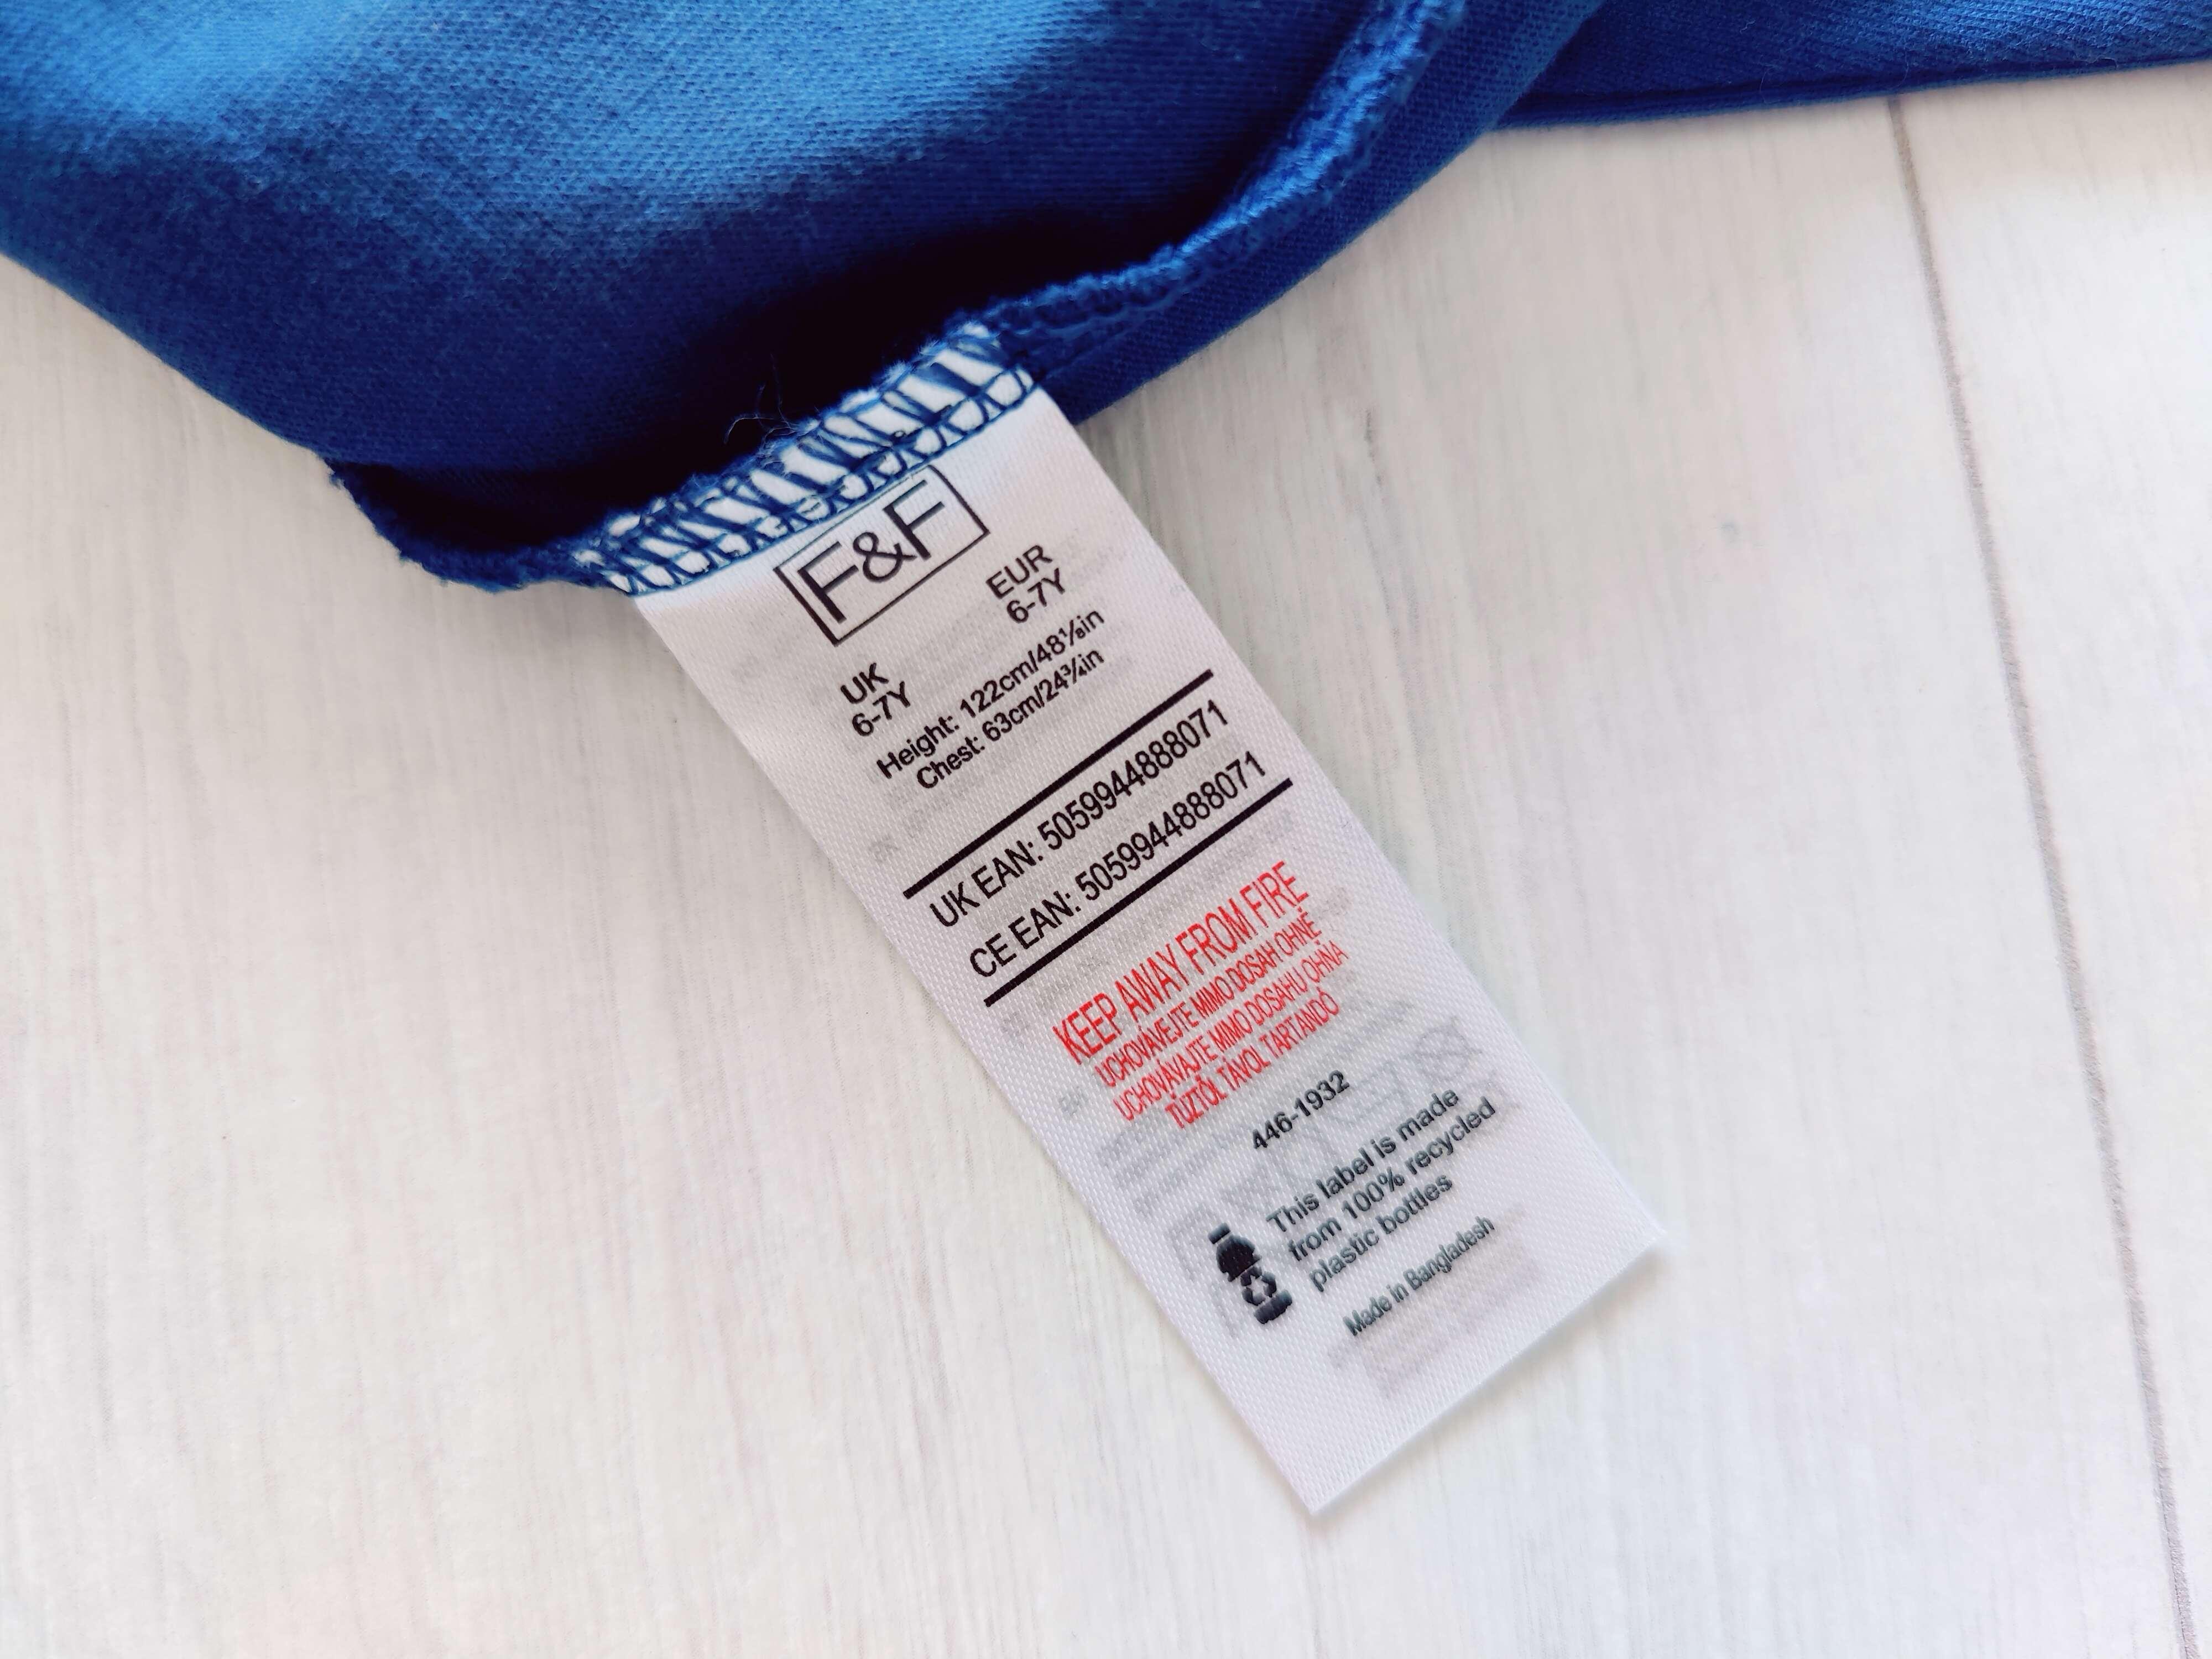 F&F
UK EUR
6-7Y 6-7Y
Height: 122cm/48⅛in
Chest: 63cm/24¾in
UK EAN: 5059944888071
CE EAN: 5059944888071
KEEP AWAY FROM FIRE
UCHOVÁVEJTE MIMO DOSAH OHNĚ
UCHOVÁVAJTE MIMO DOSAHU OHŇA
TŰZTŐL TÁVOL TARTANDÓ
446-1932
This label is made
from 100% recycled
plastic bottles
Made in Bangladesh